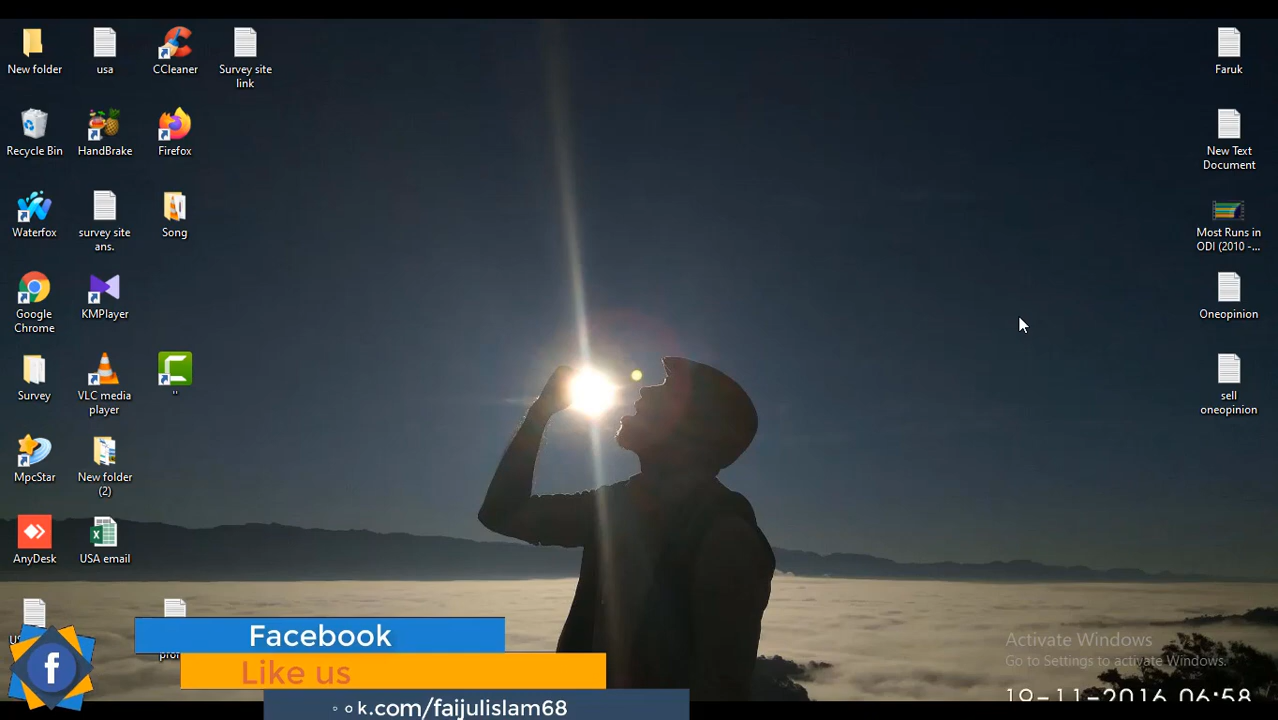 New folder
usa
CCleaner
Survey site
link
Faruk
Recycle Bin
HandBrake
Firefox
New Text
Document
Waterfox
survey site
ans.
Song
Most Runs in
ODI (2010 -...
Google
Chrome
KMPlayer
Oneopinion
Survey
VLC media
player
"
sell
oneopinion
MpcStar
New folder
(2)
AnyDesk
USA email
Facebook
Like us
k.com/faijulislam68
Activate Windows
Go to Settings to activate Windows.
19-11-2016 06:58